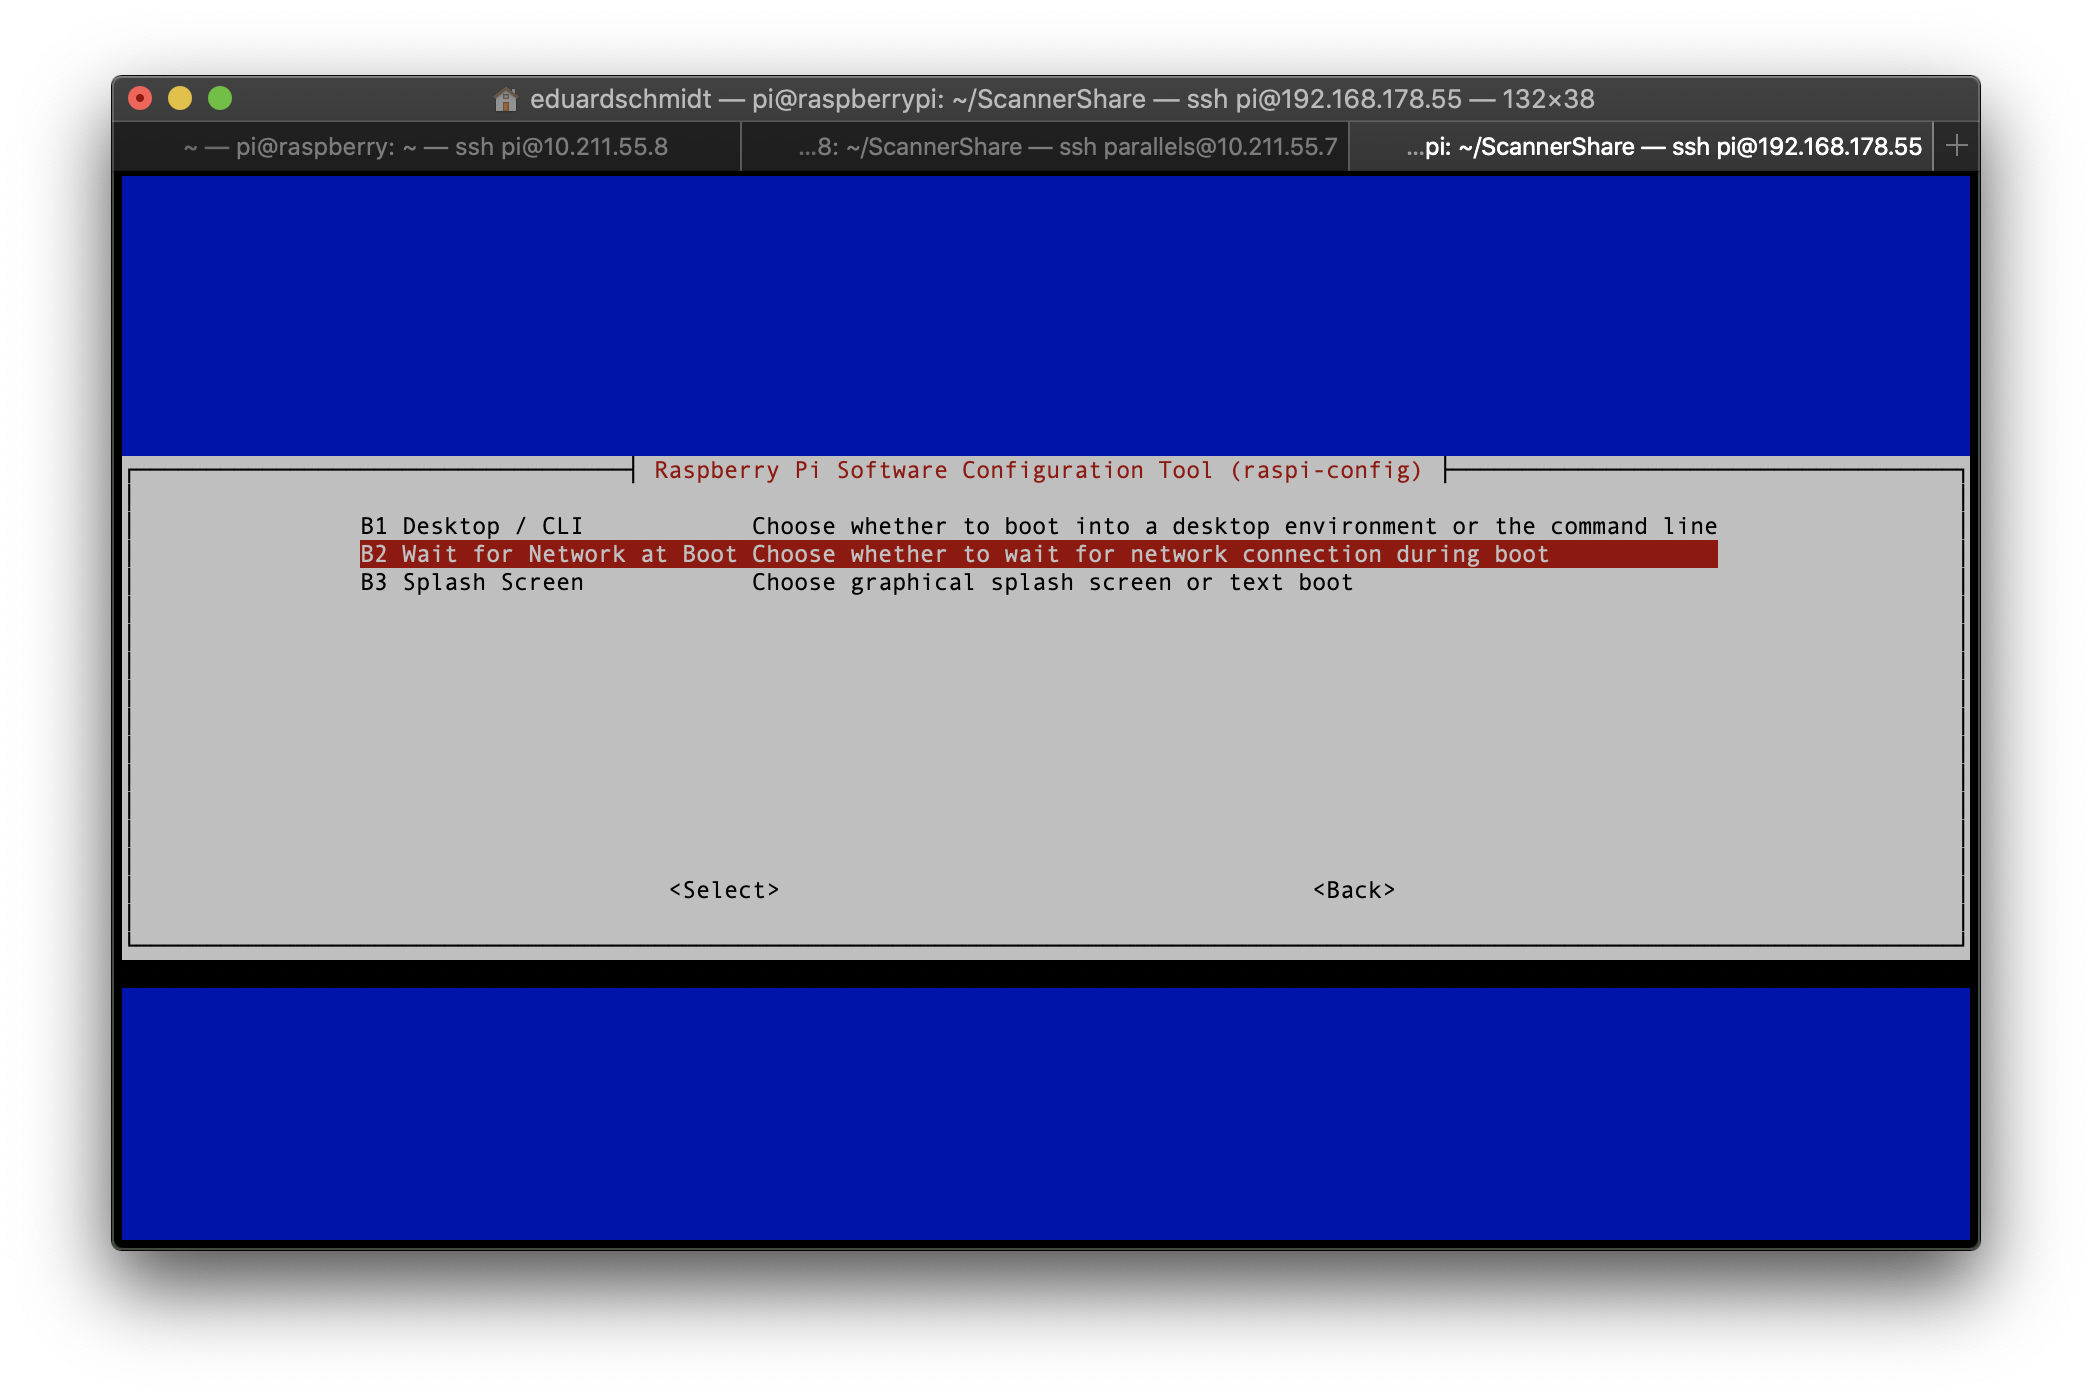 eduardschmidt — pi@raspberrypi: ~/ScannerShare — ssh pi@192.168.178.55 — 132×38
~ — pi@raspberry: ~ — ssh pi@10.211.55.8
...8: ~/ScannerShare — ssh parallels@10.211.55.7
...pi: ~/ScannerShare — ssh pi@192.168.178.55
Raspberry Pi Software Configuration Tool (raspi-config)
B1 Desktop / CLI Choose whether to boot into a desktop environment or the command line
B2 Wait for Network at Boot Choose whether to wait for network connection during boot
B3 Splash Screen Choose graphical splash screen or text boot
<Select> <Back>